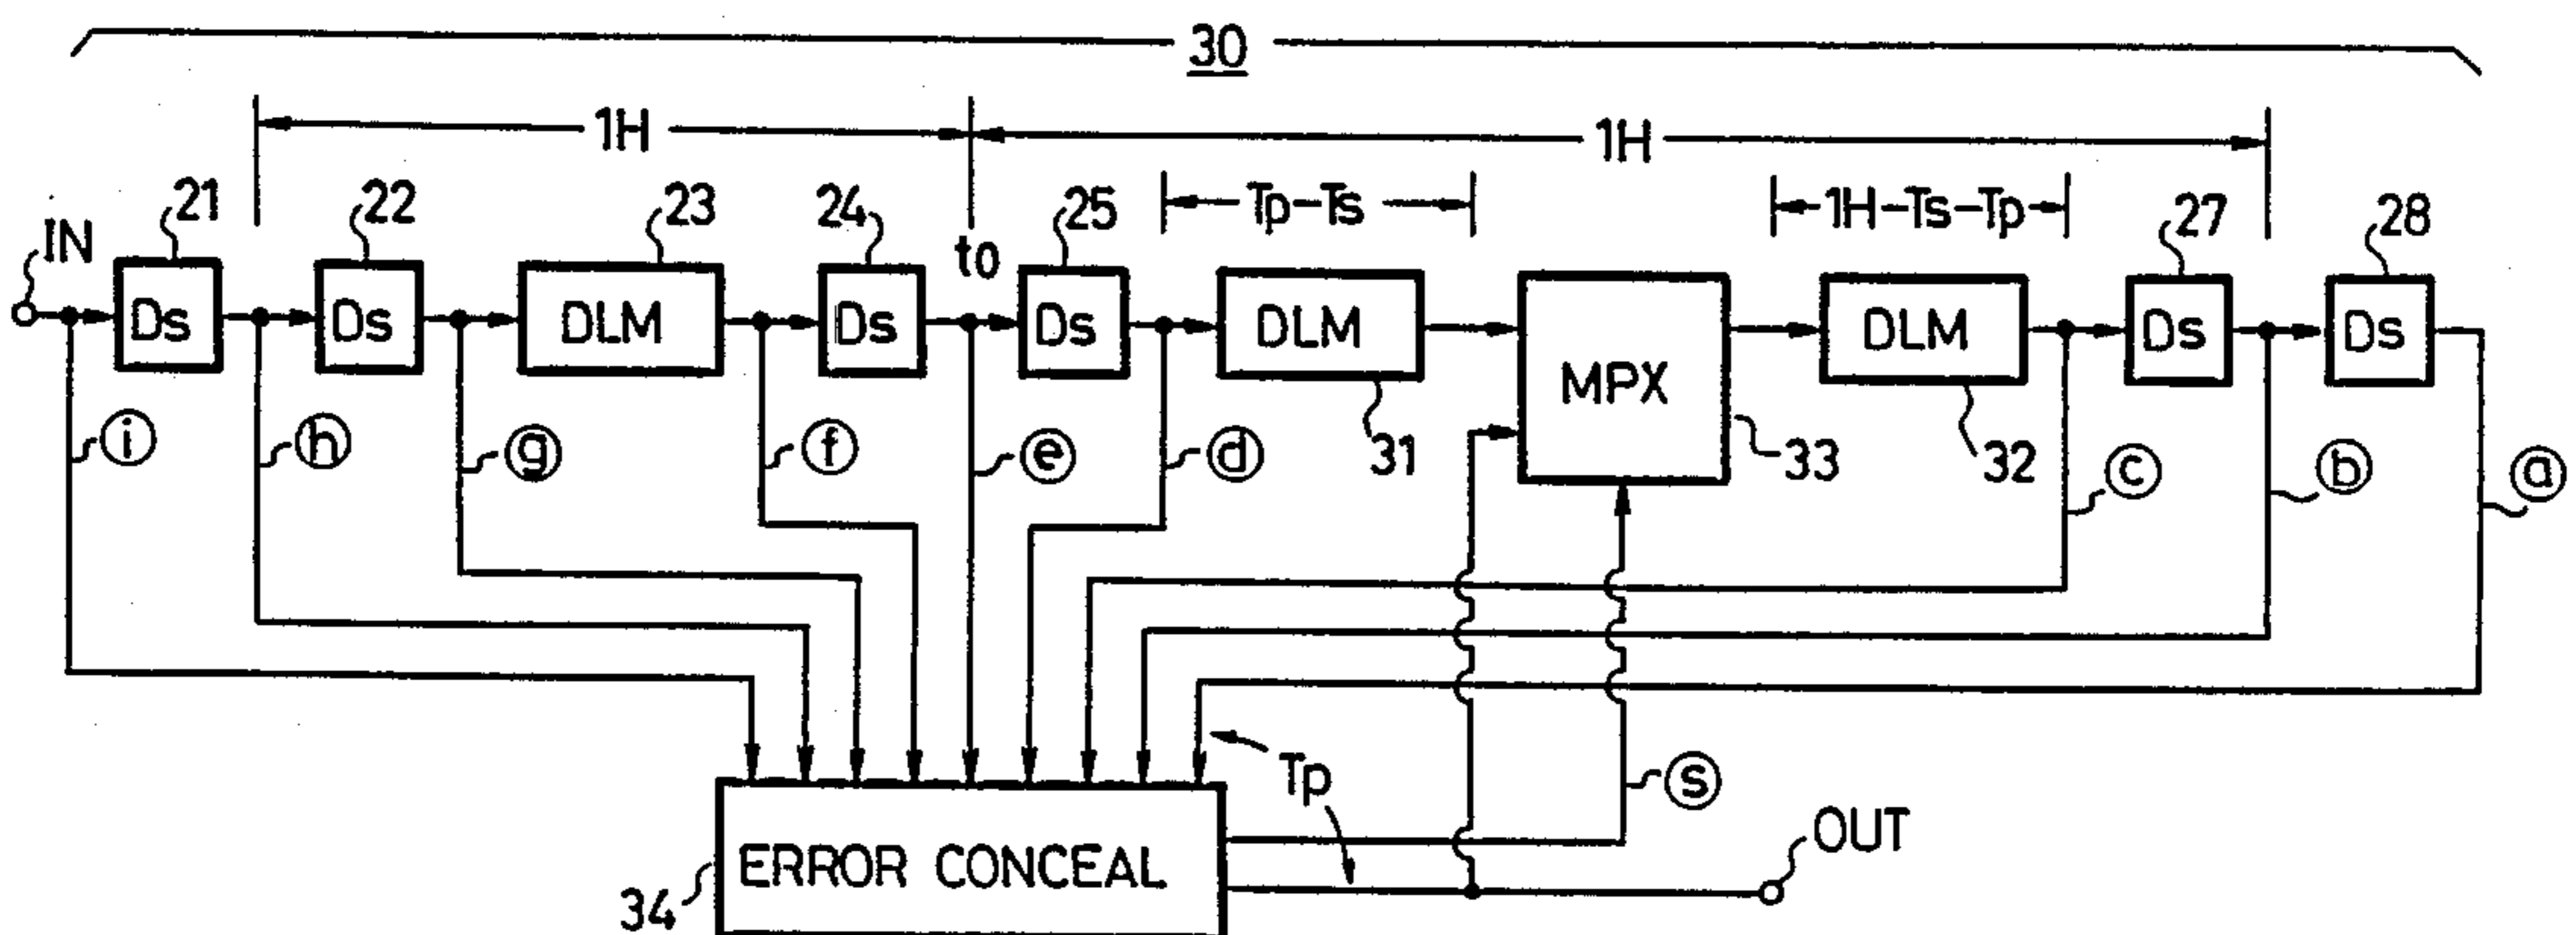 30
1H
1H
21
22
23
24
25
Tp-Ts
1H-Ts-Tp
27
28
IN
t0
Ds
Ds
DLM
Ds
Ds
DLM
MPX
DLM
Ds
Ds
i
h
g
f
e
d
31
33
32
c
b
a
Tp
s
34
ERROR CONCEAL
OUT